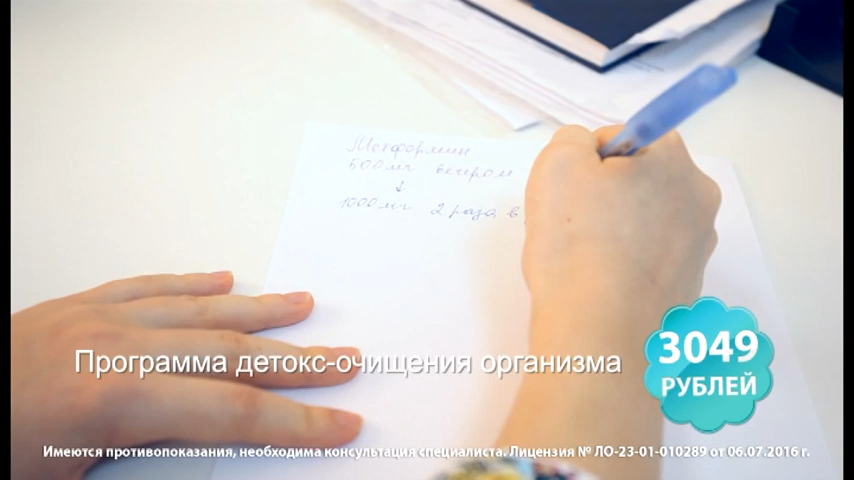 Метформин
500мг вечером
↓
1000мг 2 раза в
Программа детокс-очищения организма
3049
РУБЛЕЙ
Имеются противопоказания, необходима консультация специалиста. Лицензия № ЛО-23-01-010289 от 06.07.2016 г.